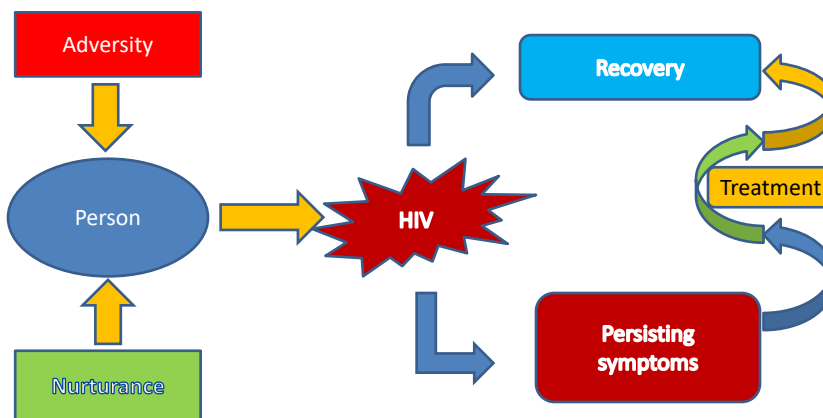 Adversity
Recovery
Person
HIV
Treatment
Persisting
symptoms
Nurturance